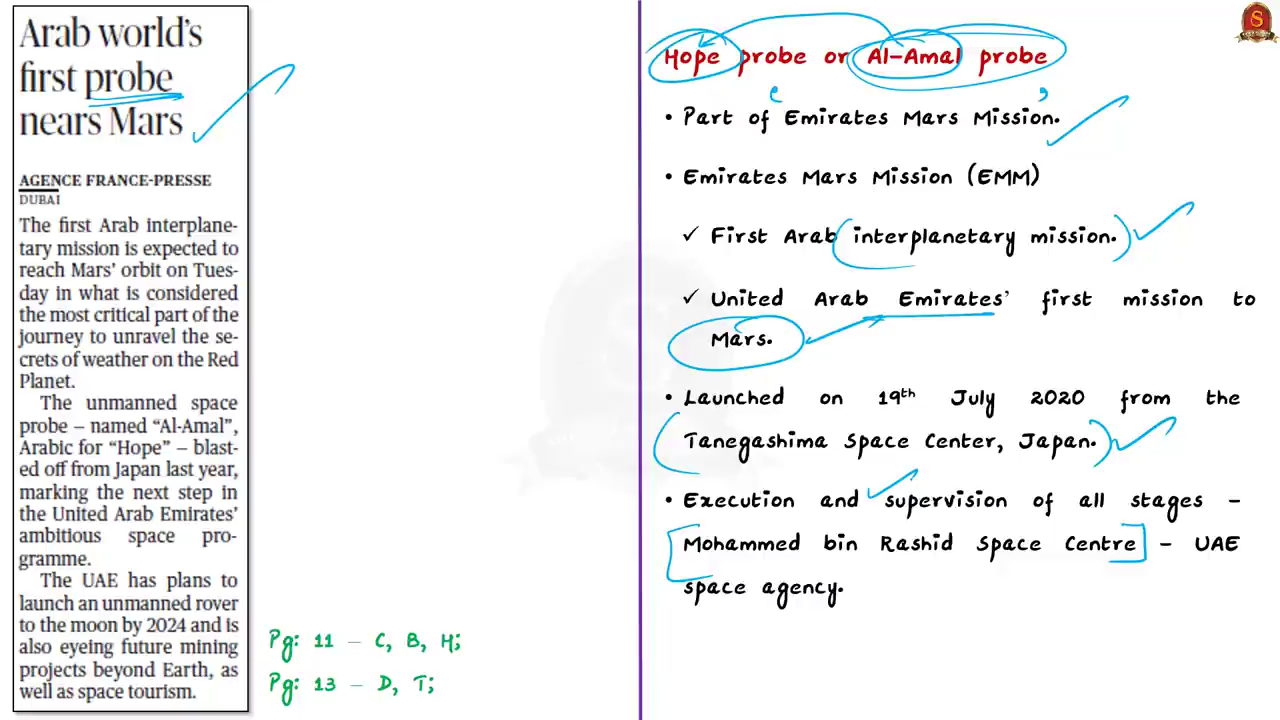 Arab world's
first probe
nears Mars
AGENCE FRANCE-PRESSE
DUBAI
The first Arab interplane-
tary mission is expected to
reach Mars' orbit on Tues-
day in what is considered
the most critical part of the
journey to unravel the se-
crets of weather on the Red
Planet.
The unmanned space
probe – named "Al-Amal",
Arabic for "Hope" – blast-
ed off from Japan last year,
marking the next step in
the United Arab Emirates'
ambitious space pro-
gramme.
The UAE has plans to
launch an unmanned rover
to the moon by 2024 and is
also eyeing future mining
projects beyond Earth, as
well as space tourism.
Pg: 11 – C, B, H;
Pg: 13 – D, T;
Hope probe or Al-Amal probe
• Part of Emirates Mars Mission.
• Emirates Mars Mission (EMM)
✓ First Arab interplanetary mission.
✓ United Arab Emirates' first mission to
Mars.
• Launched on 19th July 2020 from the
Tanegashima Space Center, Japan.
• Execution and supervision of all stages –
Mohammed bin Rashid Space Centre – UAE
space agency.
S